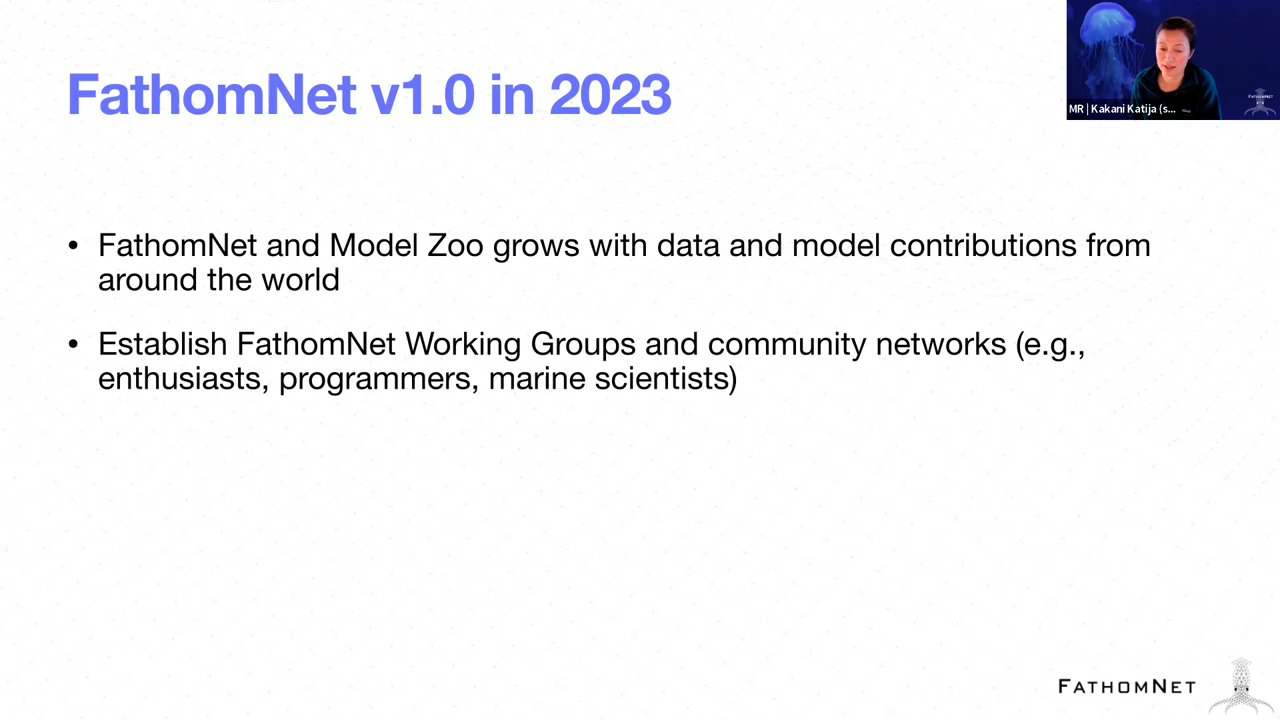 FathomNet v1.0 in 2023
MR | Kakani Katija (s...
FATHOMNET
• FathomNet and Model Zoo grows with data and model contributions from
around the world
• Establish FathomNet Working Groups and community networks (e.g.,
enthusiasts, programmers, marine scientists)
FATHOMNET